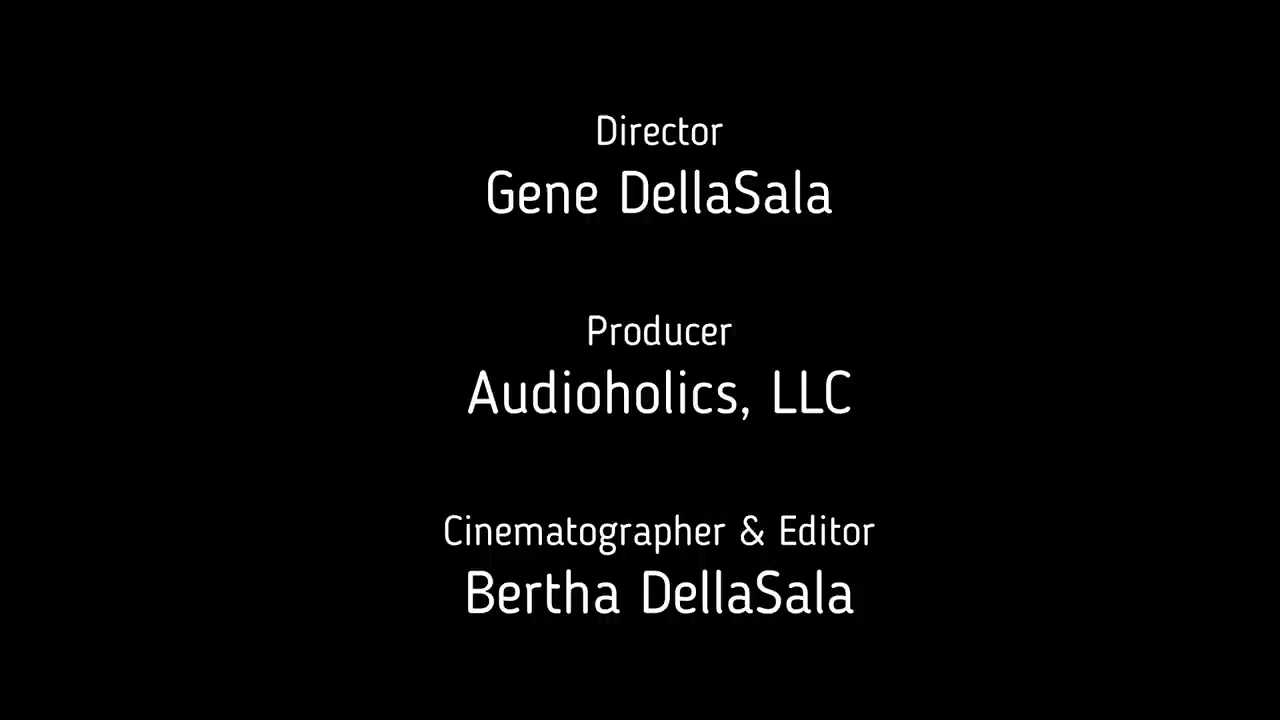 Director
Gene DellaSala
Producer
Audioholics, LLC
Cinematographer & Editor
Bertha DellaSala